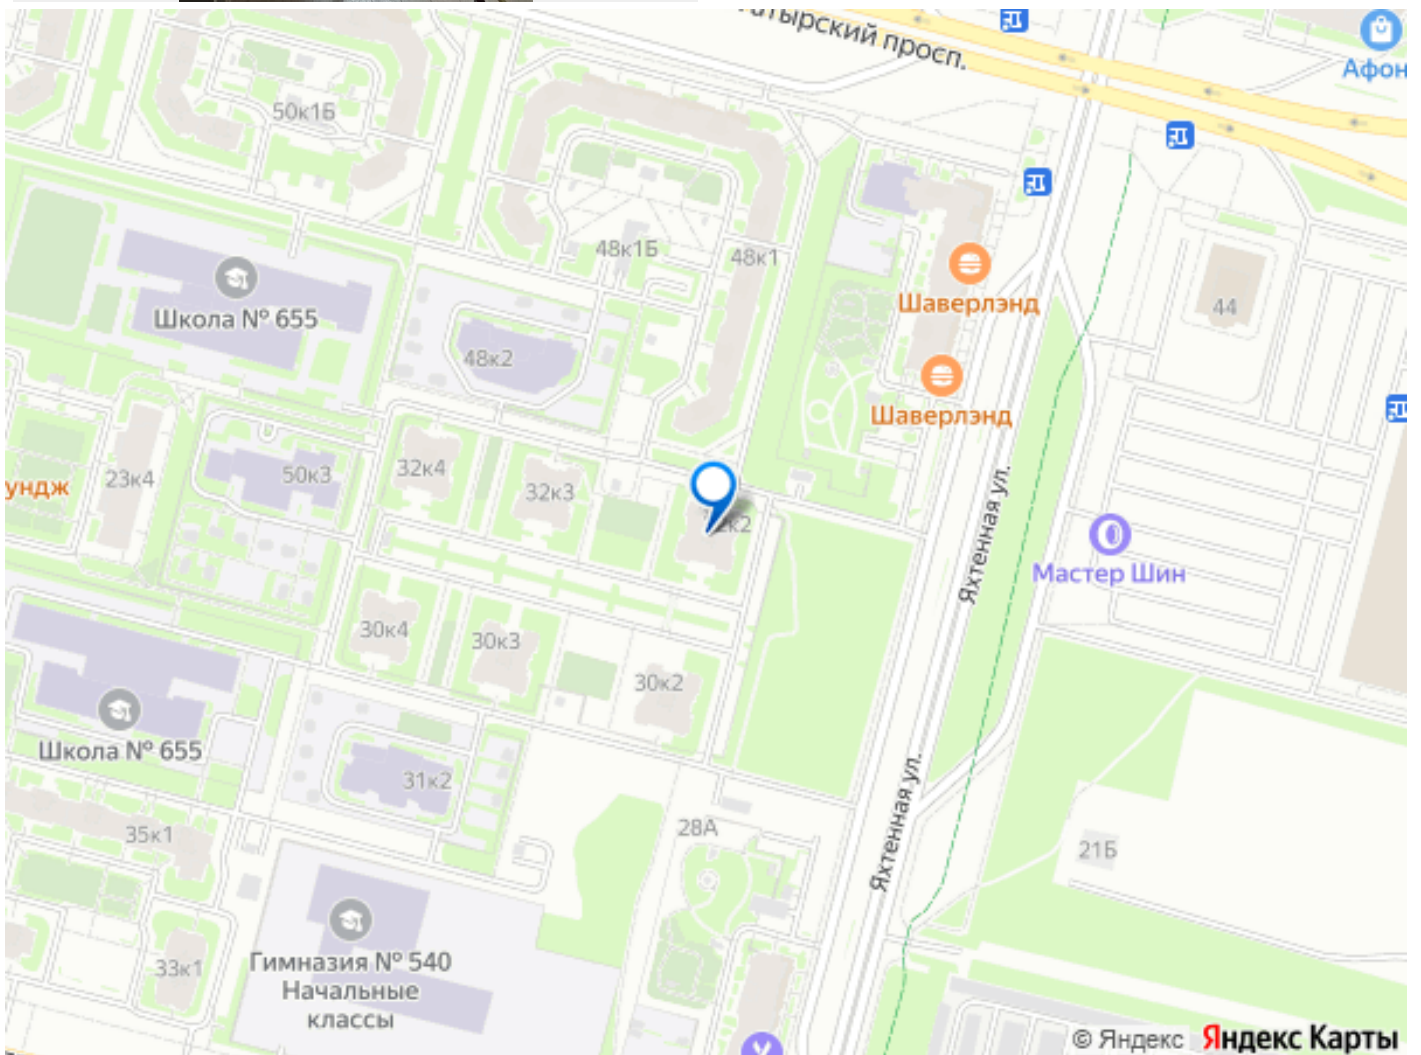 атырский просп.
Афон
50к1Б
48к1Б
48к1
Шаверлэнд
44
Школа № 655
48к2
Шаверлэнд
ундж
23к4
50к3
32к4
32к3
2к2
Яхтенная ул.
Мастер Шин
30к4
30к3
30к2
Школа № 655
31к2
35к1
28А
Яхтенная ул.
21Б
33к1
Гимназия № 540
Начальные
классы
© Яндекс Яндекс Карты